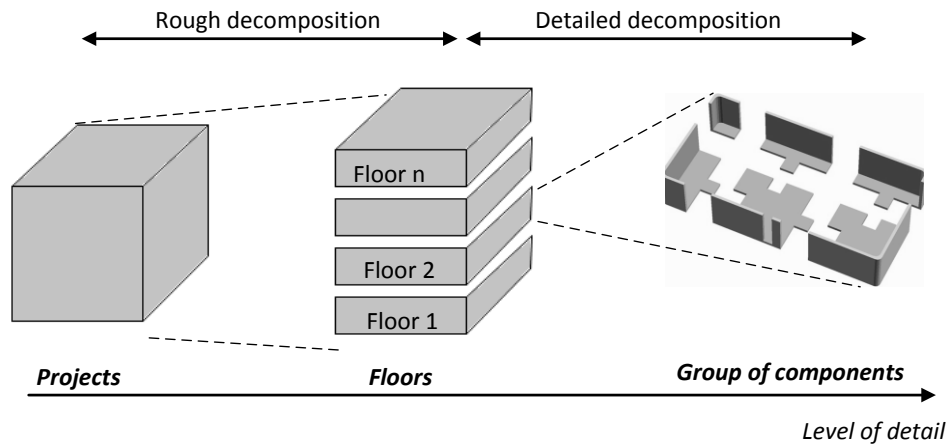 Rough decomposition
Detailed decomposition
Floor n
Floor 2
Floor 1
Projects
Floors
Group of components
Level of detail